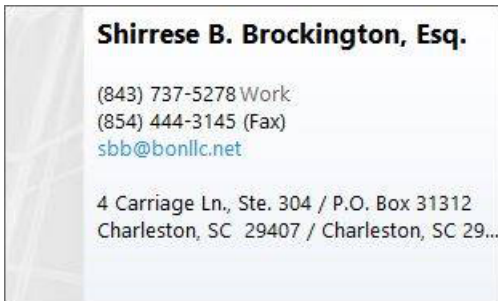 Shirrese B. Brockington, Esq.
(843) 737-5278 Work
(854) 444-3145 (Fax)
sbb@bonllc.net
4 Carriage Ln., Ste. 304 / P.O. Box 31312
Charleston, SC 29407 / Charleston, SC 29...